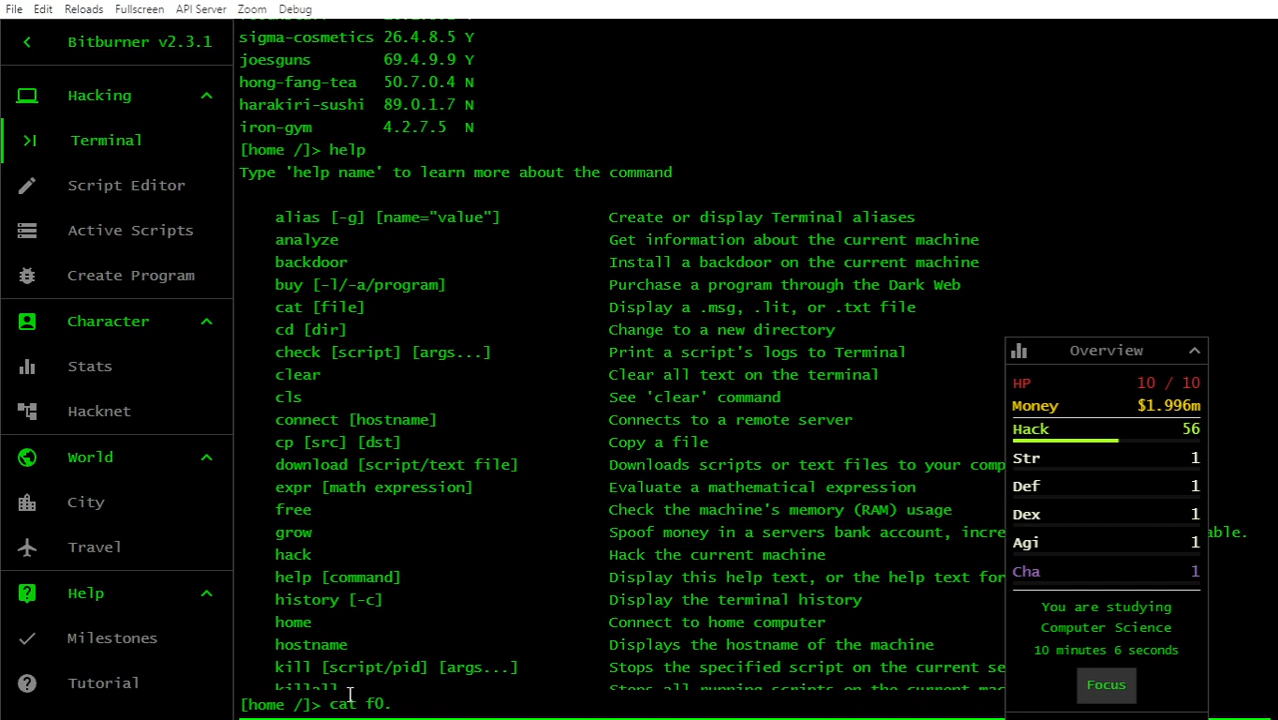 File Edit Reloads Fullscreen API Server Zoom Debug
Bitburner v2.3.1
Hacking
Terminal
Script Editor
Active Scripts
Create Program
Character
Stats
Hacknet
World
City
Travel
Help
Milestones
Tutorial
sigma-cosmetics 26.4.8.5 Y
joesguns 69.4.9.9 Y
hong-fang-tea 50.7.0.4 N
harakiri-sushi 89.0.1.7 N
iron-gym 4.2.7.5 N
[home /]> help
Type 'help name' to learn more about the command
alias [-g] [name="value"] Create or display Terminal aliases
analyze Get information about the current machine
backdoor Install a backdoor on the current machine
buy [-l/-a/program] Purchase a program through the Dark Web
cat [file] Display a .msg, .lit, or .txt file
cd [dir] Change to a new directory
check [script] [args...] Print a script's logs to Terminal
clear Clear all text on the terminal
cls See 'clear' command
connect [hostname] Connects to a remote server
cp [src] [dst] Copy a file
download [script/text file] Downloads scripts or text files to your comp
expr [math expression] Evaluate a mathematical expression
free Check the machine's memory (RAM) usage
grow Spoof money in a servers bank account, incre able.
hack Hack the current machine
help [command] Display this help text, or the help text for
history [-c] Display the terminal history
home Connect to home computer
hostname Displays the hostname of the machine
kill [script/pid] [args...] Stops the specified script on the current se
killall Stops all running scripts on the current mac
[home /]> cat f0.
Overview
HP 10 / 10
Money $1.996m
Hack 56
Str 1
Def 1
Dex 1
Agi 1
Cha 1
You are studying
Computer Science
10 minutes 6 seconds
Focus